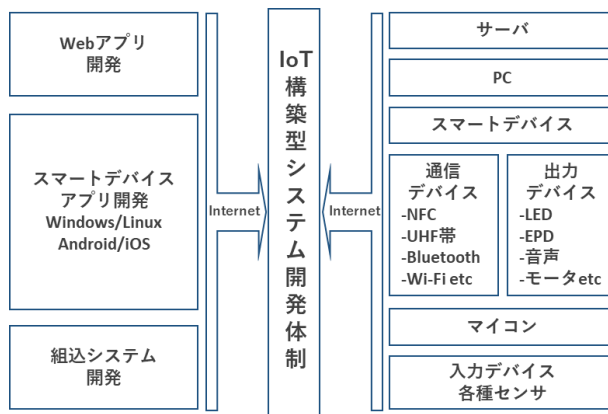 Webアプリ
開発
スマートデバイス
アプリ開発
Windows/Linux
Android/iOS
組込システム
開発
Internet
IoT
構築型システム開発体制
Internet
サーバ
PC
スマートデバイス
通信
デバイス
-NFC
-UHF帯
-Bluetooth
-Wi-Fi etc
出力
デバイス
-LED
-EPD
-音声
-モータetc
マイコン
入力デバイス
各種センサ